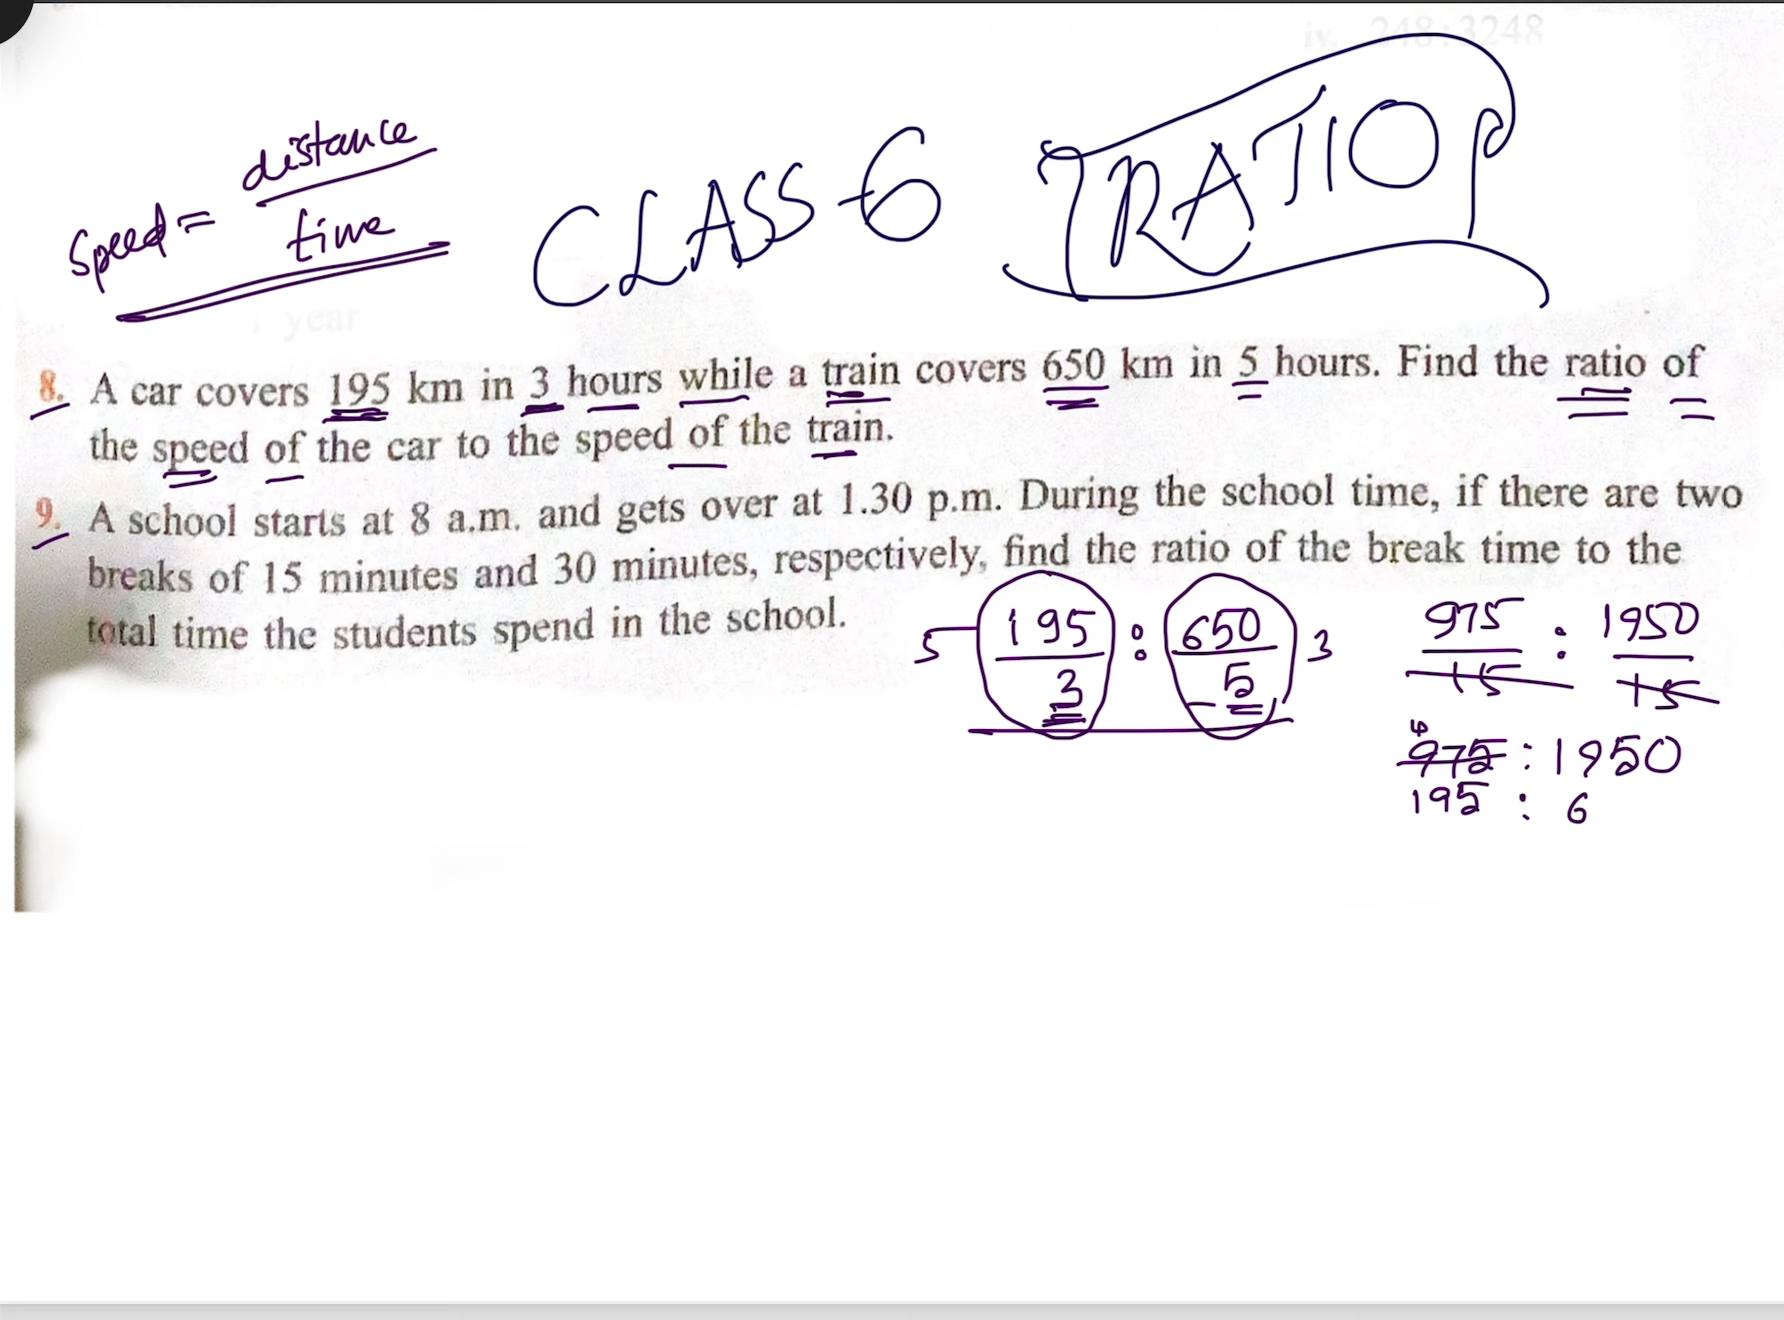 iv. 248:3248
Speed = distance / time
CLASS-6
RATIO
year
8. A car covers 195 km in 3 hours while a train covers 650 km in 5 hours. Find the ratio of
the speed of the car to the speed of the train.
9. A school starts at 8 a.m. and gets over at 1.30 p.m. During the school time, if there are two
breaks of 15 minutes and 30 minutes, respectively, find the ratio of the break time to the
total time the students spend in the school.
5 195/3 : 650/5 3
975/15 : 1950/15
975 : 1950
195 : 6